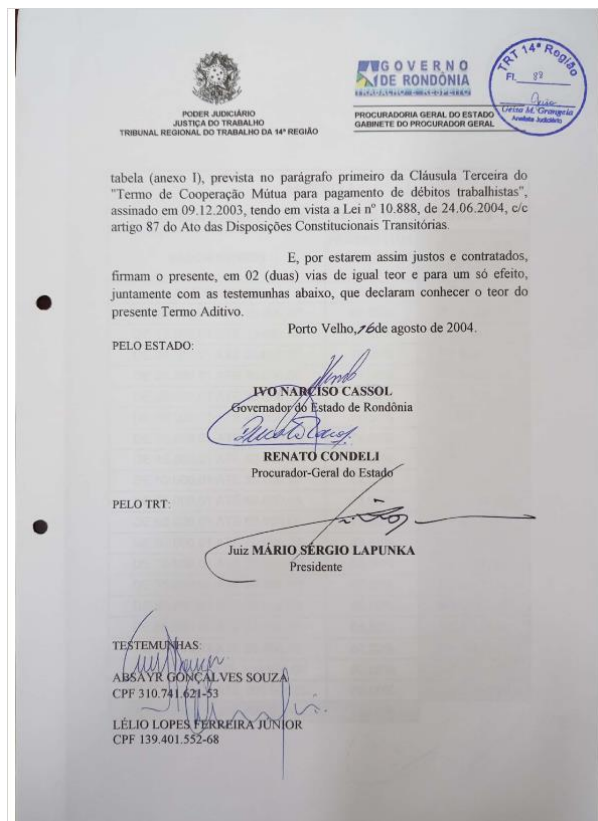 GOVERNO
DE RONDÔNIA
TRABALHO E RESPEITO
TRT 14ª Região
Fl.
Geisa M. Grangeia
Analista Judiciário
PODER JUDICIÁRIO
JUSTIÇA DO TRABALHO
TRIBUNAL REGIONAL DO TRABALHO DA 14ª REGIÃO
PROCURADORIA GERAL DO ESTADO
GABINETE DO PROCURADOR GERAL
tabela (anexo I), prevista no parágrafo primeiro da Cláusula Terceira do
"Termo de Cooperação Mútua para pagamento de débitos trabalhistas",
assinado em 09.12.2003, tendo em vista a Lei nº 10.888, de 24.06.2004, c/c
artigo 87 do Ato das Disposições Constitucionais Transitórias.
E, por estarem assim justos e contratados,
firmam o presente, em 02 (duas) vias de igual teor e para um só efeito,
juntamente com as testemunhas abaixo, que declaram conhecer o teor do
presente Termo Aditivo.
Porto Velho, 16 de agosto de 2004.
PELO ESTADO:
IVO NARCISO CASSOL
Governador do Estado de Rondônia
RENATO CONDELI
Procurador-Geral do Estado
PELO TRT:
Juiz MÁRIO SÉRGIO LAPUNKA
Presidente
TESTEMUNHAS:
ABSAYR GONÇALVES SOUZA
CPF 310.741.621-53
LÉLIO LOPES FERREIRA JÚNIOR
CPF 139.401.552-68